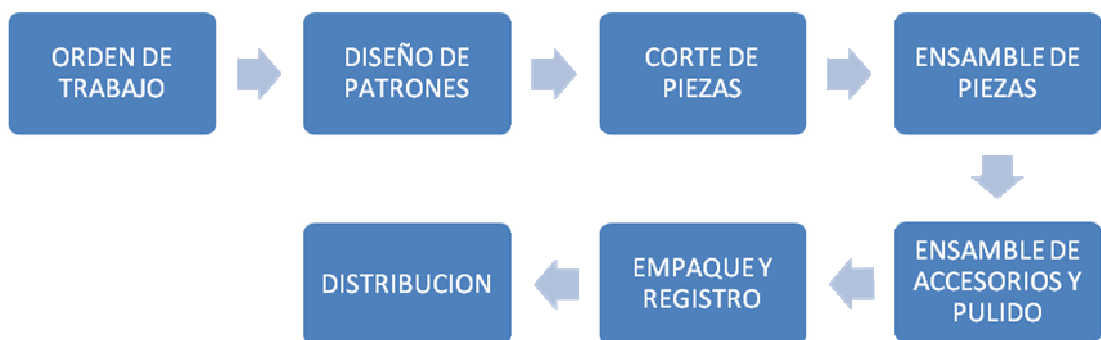 ORDEN DE
TRABAJO
DISEÑO DE
PATRONES
CORTE DE
PIEZAS
ENSAMBLE DE
PIEZAS
ENSAMBLE DE
ACCESORIOS Y
PULIDO
EMPAQUE Y
REGISTRO
DISTRIBUCION